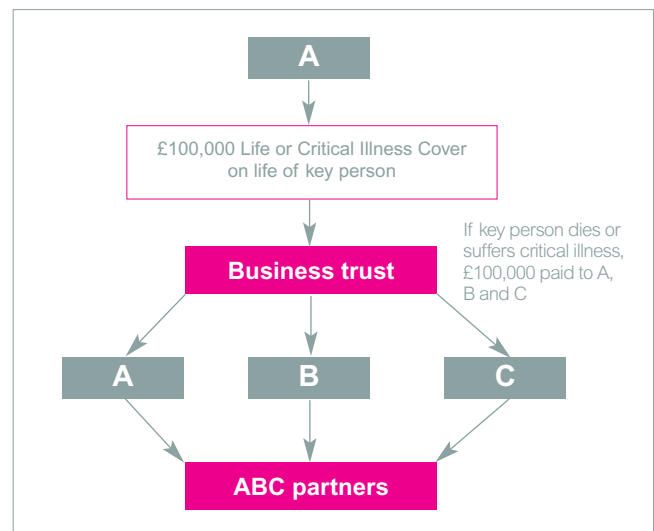 A
£100,000 Life or Critical Illness Cover
on life of key person
If key person dies or
suffers critical illness,
£100,000 paid to A,
B and C
Business trust
A
B
C
ABC partners